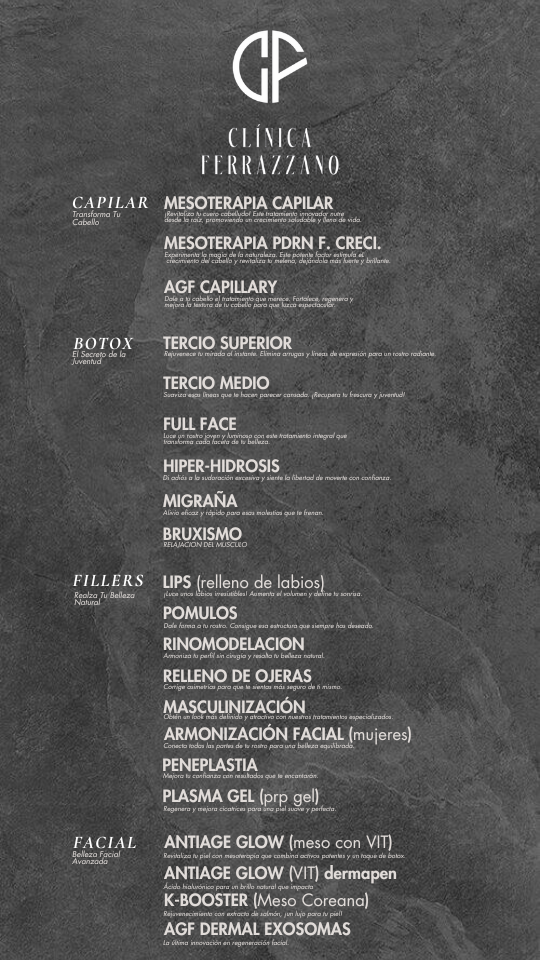 CF
CLÍNICA
FERRAZZANO
CAPILAR
Transforma Tu
Cabello
MESOTERAPIA CAPILAR
¡Revitaliza tu cuero cabelludo! Este tratamiento innovador nutre
desde la raíz, promoviendo un crecimiento saludable y lleno de vida.
MESOTERAPIA PDRN F. CRECI.
Experimenta la magia de la naturaleza. Este potente factor estimula el
crecimiento del cabello y revitaliza tu melena, dejándola más fuerte y brillante.
AGF CAPILLARY
Dale a tu cabello el tratamiento que merece. Fortalece, regenera y
mejora la textura de tu cabello para que luzca espectacular.
BOTOX
El Secreto de la
Juventud
TERCIO SUPERIOR
Rejuvenece tu mirada al instante. Elimina arrugas y líneas de expresión para un rostro radiante.
TERCIO MEDIO
Suaviza esas líneas que te hacen parecer cansada. ¡Recupera tu frescura y juventud!
FULL FACE
Luce un rostro joven y luminoso con este tratamiento integral que
transforma cada faceta de tu belleza.
HIPER-HIDROSIS
Di adiós a la sudoración excesiva y siente la libertad de moverte con confianza.
MIGRAÑA
Alivio eficaz y rápido para esas molestias que te frenan.
BRUXISMO
RELAJACION DEL MUSCULO
FILLERS
Realza Tu Belleza
Natural
LIPS (relleno de labios)
¡Luce unos labios irresistibles! Aumenta el volumen y define tu sonrisa.
POMULOS
Dale forma a tu rostro. Consigue esa estructura que siempre has deseado.
RINOMODELACION
Armoniza tu perfil sin cirugía y resalta tu belleza natural.
RELLENO DE OJERAS
Corrige asimetrías para que te sientas más seguro de ti mismo.
MASCULINIZACIÓN
Obtén un look más definido y atractivo con nuestros tratamientos especializados
ARMONIZACIÓN FACIAL (mujeres)
Conecta todas las partes de tu rostro para una belleza equilibrada.
PENEPLASTIA
Mejora tu confianza con resultados que te encantarán.
PLASMA GEL (prp gel)
Regenera y mejora cicatrices para una piel suave y perfecta.
FACIAL
Belleza Facial
Avanzada
ANTIAGE GLOW (meso con VIT)
Revitaliza tu piel con mesoterapia que combina activos potentes y un toque de botox.
ANTIAGE GLOW (VIT) dermapen
Ácido hialurónico para un brillo natural que impacta
K-BOOSTER (Meso Coreana)
Rejuvenecimiento con extracto de salmón, ¡un lujo para tu piel!
AGF DERMAL EXOSOMAS
La última innovación en regeneración facial.